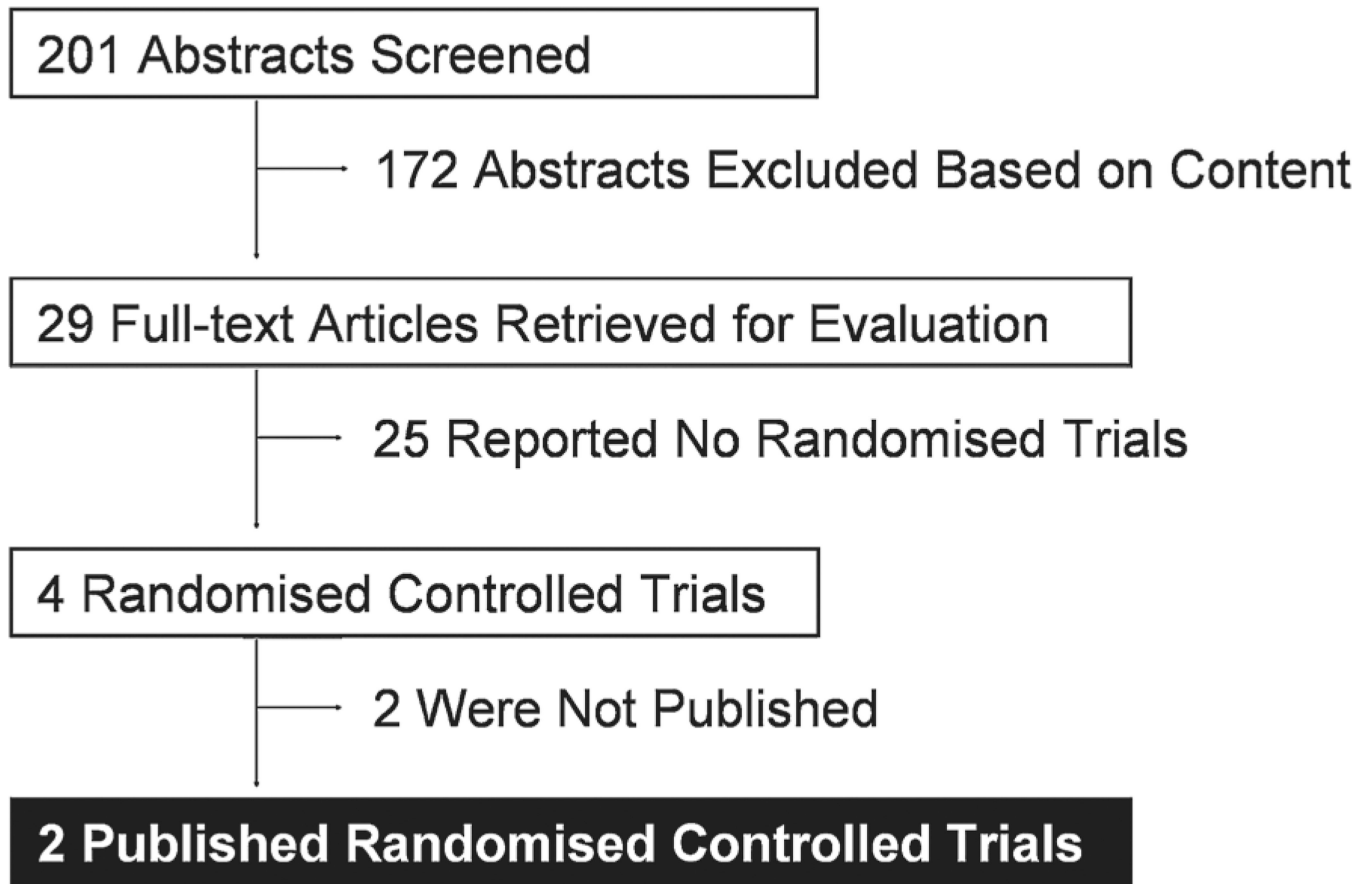 201 Abstracts Screened
172 Abstracts Excluded Based on Content
29 Full-text Articles Retrieved for Evaluation
25 Reported No Randomised Trials
4 Randomised Controlled Trials
2 Were Not Published
2 Published Randomised Controlled Trials